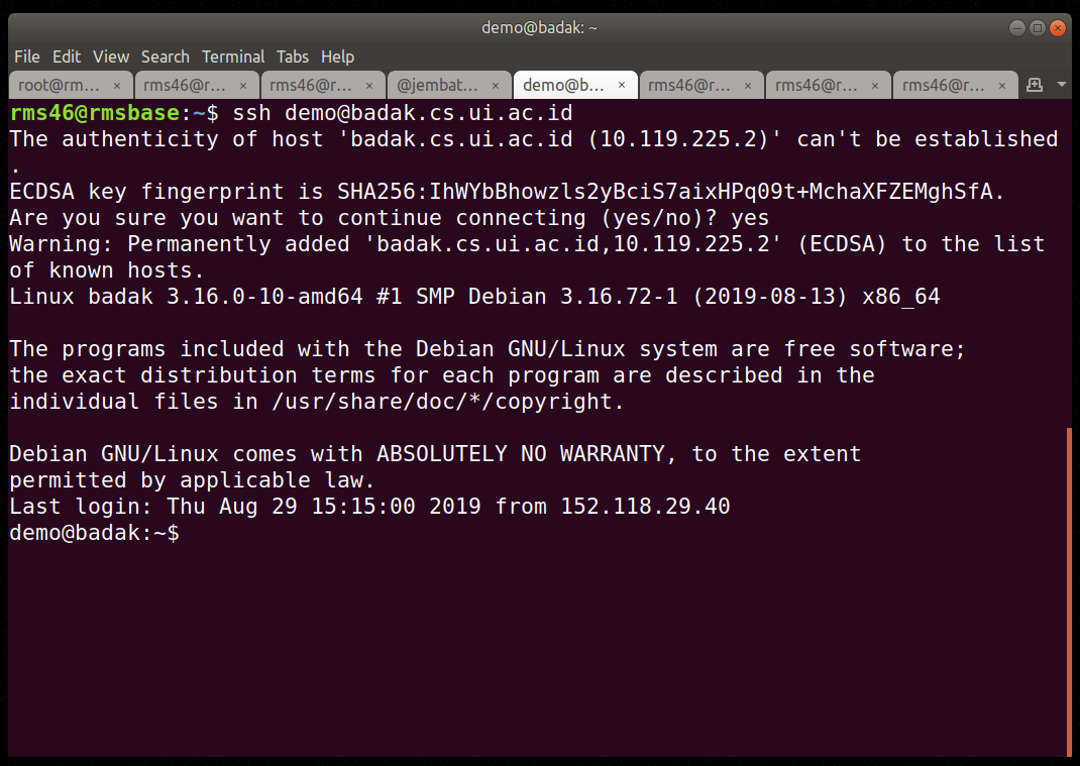 demo@badak: ~
File Edit View Search Terminal Tabs Help
root@rm... × rms46@r... × rms46@r... × @jembat... × demo@b... × rms46@r... × rms46@r... × rms46@r... ×
rms46@rmsbase:~$ ssh demo@badak.cs.ui.ac.id
The authenticity of host 'badak.cs.ui.ac.id (10.119.225.2)' can't be established
.
ECDSA key fingerprint is SHA256:IhWYbBhowzls2yBciS7aixHPq09t+MchaXFZEMghSfA.
Are you sure you want to continue connecting (yes/no)? yes
Warning: Permanently added 'badak.cs.ui.ac.id,10.119.225.2' (ECDSA) to the list
of known hosts.
Linux badak 3.16.0-10-amd64 #1 SMP Debian 3.16.72-1 (2019-08-13) x86_64
The programs included with the Debian GNU/Linux system are free software;
the exact distribution terms for each program are described in the
individual files in /usr/share/doc/*/copyright.
Debian GNU/Linux comes with ABSOLUTELY NO WARRANTY, to the extent
permitted by applicable law.
Last login: Thu Aug 29 15:15:00 2019 from 152.118.29.40
demo@badak:~$